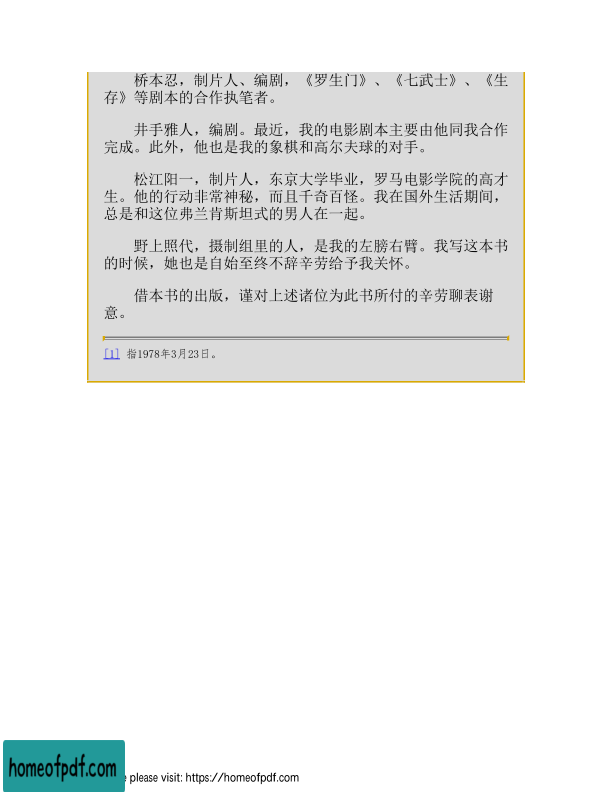 桥本忍，制片人、编剧，《罗生门》、《七武士》、《生
存》等剧本的合作执笔者。
井手雅人，编剧。最近，我的电影剧本主要由他同我合作
完成。此外，他也是我的象棋和高尔夫球的对手。
松江阳一，制片人，东京大学毕业，罗马电影学院的高才
生。他的行动非常神秘，而且千奇百怪。我在国外生活期间，
总是和这位弗兰肯斯坦式的男人在一起。
野上照代，摄制组里的人，是我的左膀右臂。我写这本书
的时候，她也是自始至终不辞辛劳给予我关怀。
借本书的出版，谨对上述诸位为此书所付的辛劳聊表谢
意。
[1] 指1978年3月23日。
homeofpdf.com
e please visit: https://homeofpdf.com